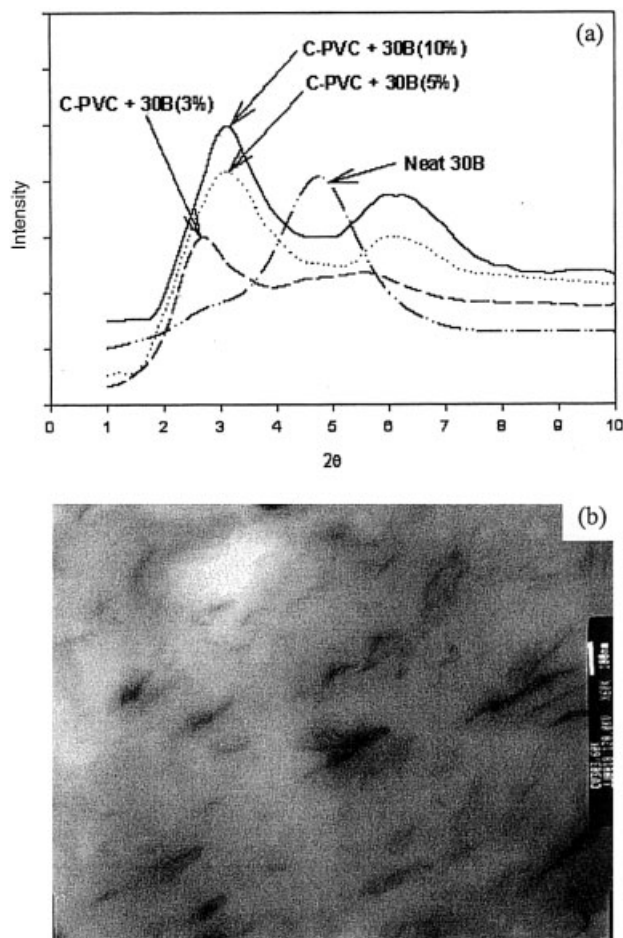 (a)
C-PVC + 30B (10%)
C-PVC + 30B (5%)
C-PVC + 30B (3%)
Neat 30B
Intensity
0 1 2 3 4 5 6 7 8 9 10
2θ
(b)
100nm